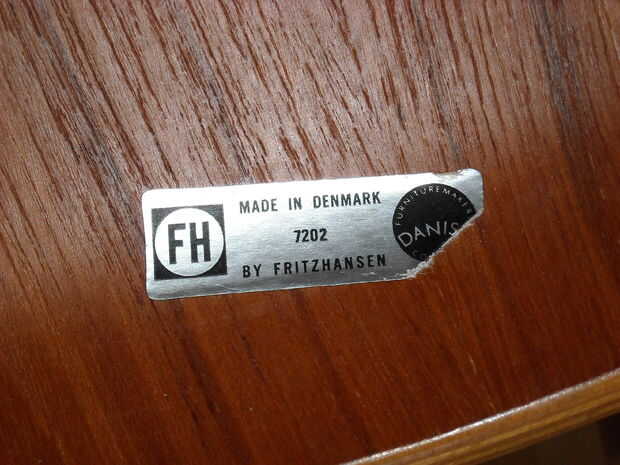 FH
MADE IN DENMARK
7202
BY FRITZHANSEN
FURNITUREMAKER
DANIS